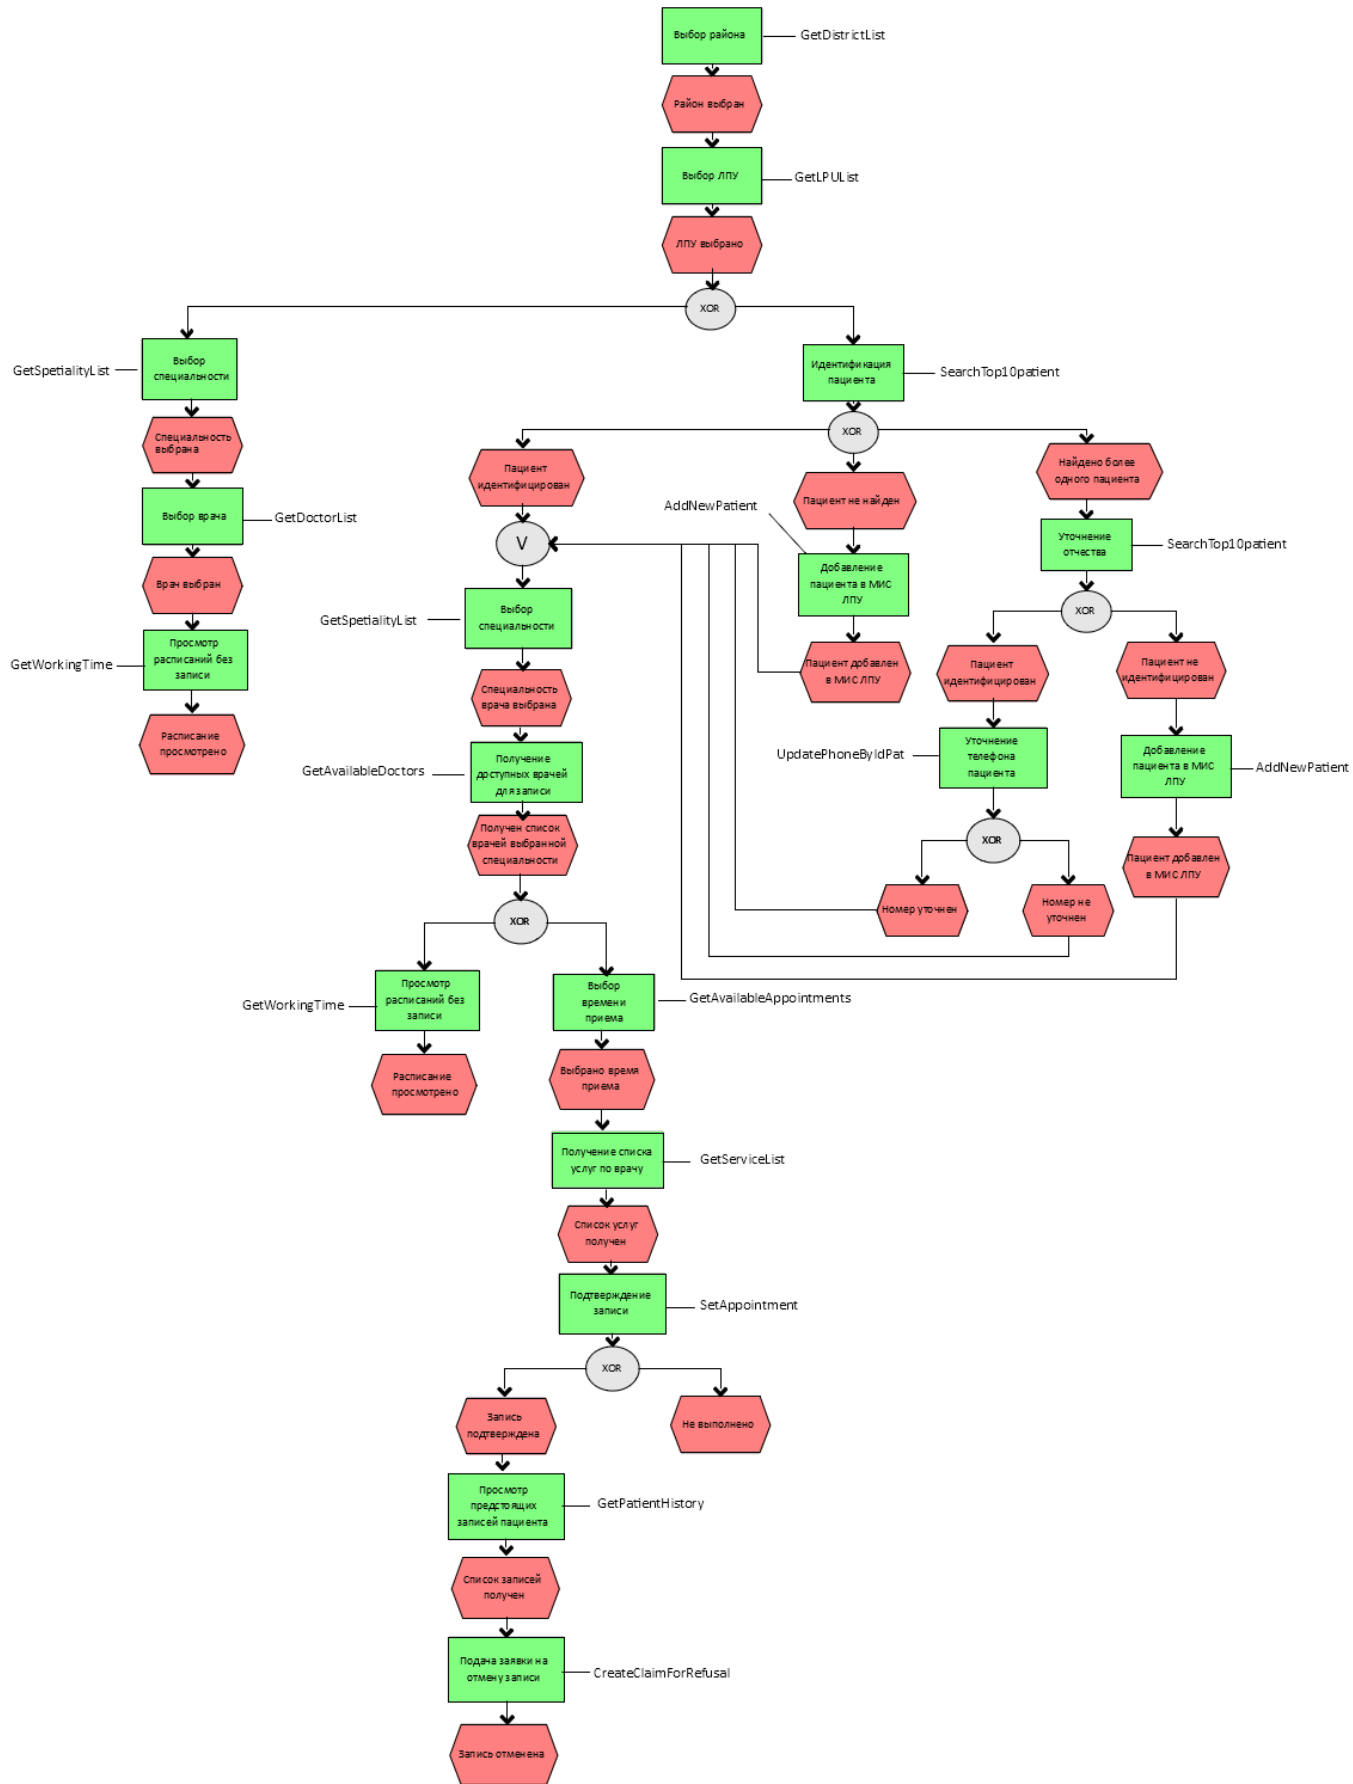 Выбор района
GetDistrictList
Район выбран
Выбор ЛПУ
GetLPUList
ЛПУ выбрано
XOR
GetSpetialityList
Выбор
специальности
Специальность
выбрана
Выбор врача
GetDoctorList
Врач выбран
Просмотр
расписаний без
записи
GetWorkingTime
Расписание
просмотрено
Идентификация
пациента
SearchTop10patient
XOR
Пациент
идентифицирован
V
GetSpetialityList
Выбор
специальности
Специальность
врача выбрана
GetAvailableDoctors
Получение
доступных врачей
для записи
Получен список
врачей выбранной
специальности
XOR
Пациент не найден
AddNewPatient
Добавление
пациента в МИС
ЛПУ
Пациент добавлен
в МИС ЛПУ
Найдено более
одного пациента
Уточнение
отчества
SearchTop10patient
XOR
Пациент
идентифицирован
UpdatePhoneByIdPat
Уточнение
телефона
пациента
XOR
Номер уточнен
Номер не
уточнен
Пациент не
идентифицирован
Добавление
пациента в МИС
ЛПУ
AddNewPatient
Пациент добавлен
в МИС ЛПУ
GetWorkingTime
Просмотр
расписаний без
записи
Расписание
просмотрено
Выбор
времени
приема
GetAvailableAppointments
Выбрано время
приема
Получение списка
услуг по врачу
GetServiceList
Список услуг
получен
Подтверждение
записи
SetAppointment
XOR
Запись
подтверждена
Не выполнено
Просмотр
предстоящих
записей пациента
GetPatientHistory
Список записей
получен
Подача заявки на
отмену записи
CreateClaimForRefusal
Запись отменена